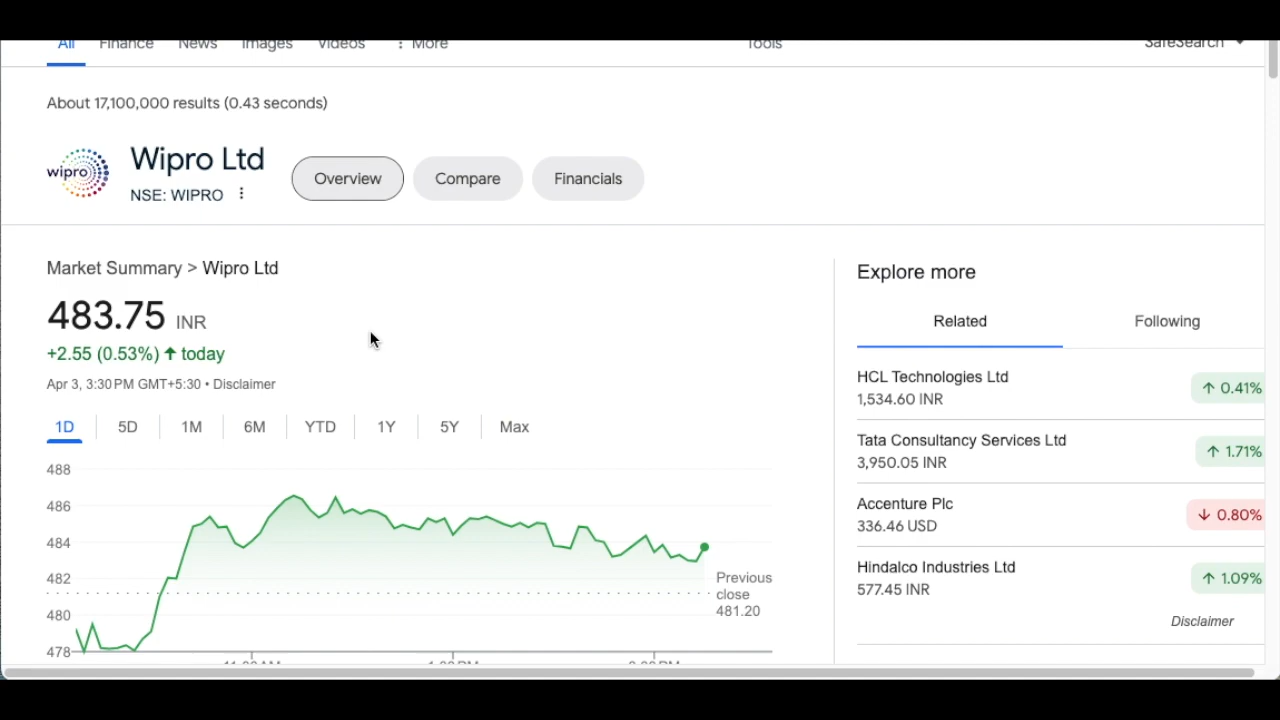 All Finance News Images Videos More Tools SafeSearch
About 17,100,000 results (0.43 seconds)
wipro
Wipro Ltd
NSE: WIPRO
Overview Compare Financials
Market Summary > Wipro Ltd
483.75 INR
+2.55 (0.53%) ↑ today
Apr 3, 3:30 PM GMT+5:30 • Disclaimer
1D 5D 1M 6M YTD 1Y 5Y Max
488
486
484
482
480
478
Previous
close
481.20
Explore more
Related Following
HCL Technologies Ltd
1,534.60 INR
↑ 0.41%
Tata Consultancy Services Ltd
3,950.05 INR
↑ 1.71%
Accenture Plc
336.46 USD
↓ 0.80%
Hindalco Industries Ltd
577.45 INR
↑ 1.09%
Disclaimer